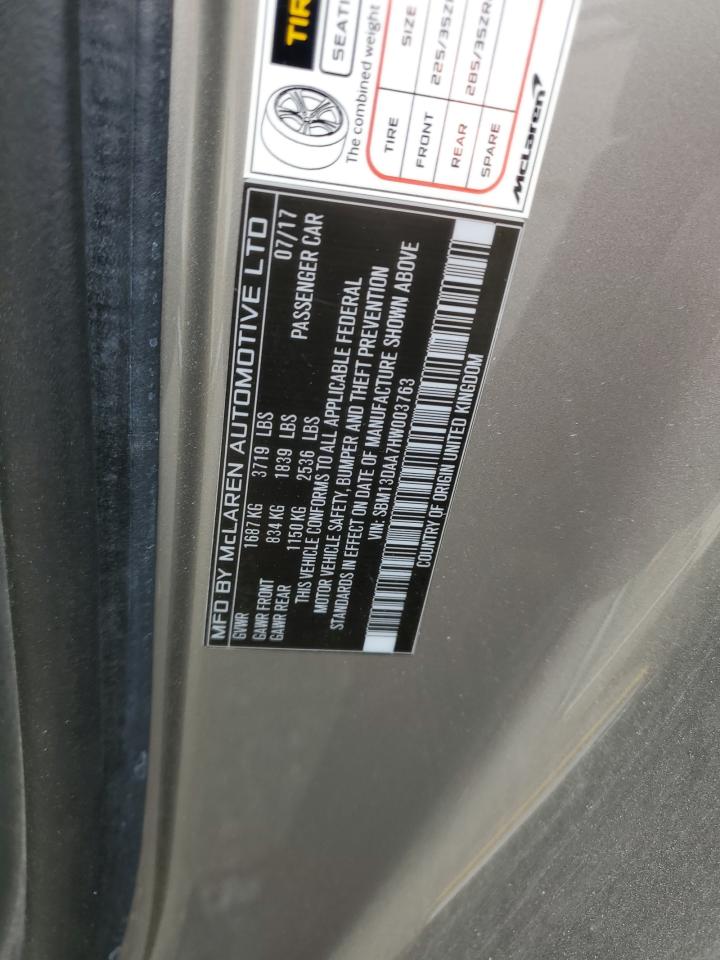 TIR
SEATI
The combined weight
TIRE SIZE
FRONT 225/35Z
REAR 285/35ZR
SPARE
McLaren
MFD BY McLAREN AUTOMOTIVE LTD
GVWR 1687 KG 3719 LBS 07/17
GAWR FRONT 834 KG 1839 LBS PASSENGER CAR
GAWR REAR 1150 KG 2536 LBS
THIS VEHICLE CONFORMS TO ALL APPLICABLE FEDERAL
MOTOR VEHICLE SAFETY, BUMPER AND THEFT PREVENTION
STANDARDS IN EFFECT ON DATE OF MANUFACTURE SHOWN ABOVE
VIN: SBM13DAA7HW003763
COUNTRY OF ORIGIN UNITED KINGDOM